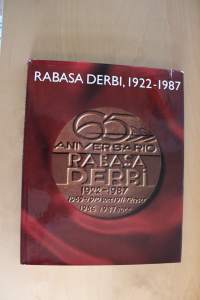 RABASA DERBI, 1922-1987
65
ANIVERSARIO
RABASA
DERBI
1922-1987